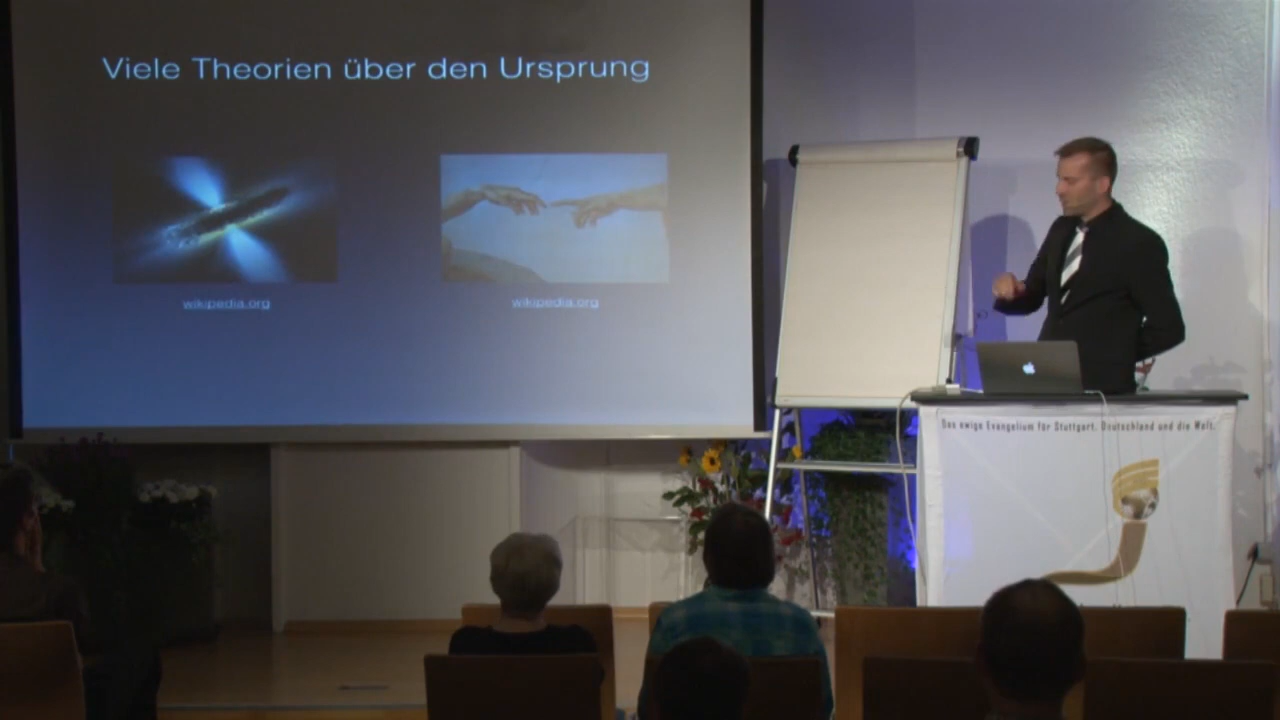 Viele Theorien über den Ursprung
wikipedia.org
wikipedia.org
Das ewige Evangelium für Stuttgart, Deutschland und die Welt.